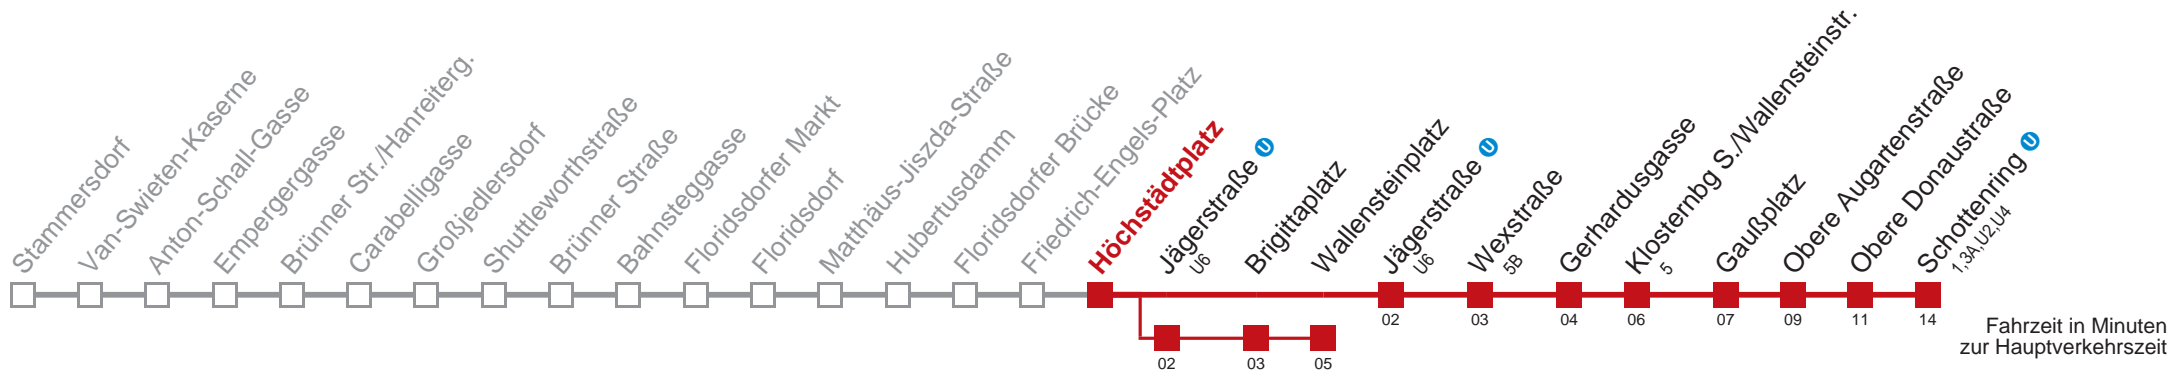 Stammersdorf
Van-Swieten-Kaserne
Anton-Schall-Gasse
Empergergasse
Brünner Str./Hanreiterg.
Carabelligasse
Großjedlersdorf
Shuttleworthstraße
Brünner Straße
Bahnsteggasse
Floridsdorfer Markt
Floridsdorf
Matthäus-Jiszda-Straße
Hubertusdamm
Floridsdorfer Brücke
Friedrich-Engels-Platz
Höchstädtplatz
Jägerstraße U
U6
Brigittaplatz
Wallensteinplatz
Jägerstraße U
U6
Wexstraße
5B
Gerhardusgasse
Klosternbg S./Wallensteinstr.
5
Gaußplatz
Obere Augartenstraße
Obere Donaustraße
Schottenring U
1,3A,U2,U4
02
03
04
06
07
09
11
14
02
03
05
Fahrzeit in Minuten
zur Hauptverkehrszeit